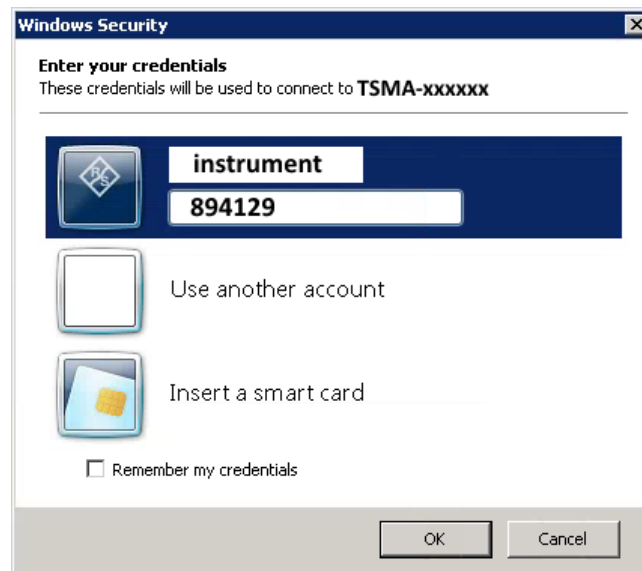 Windows Security
Enter your credentials
These credentials will be used to connect to TSMA-xxxxxx
R
S
instrument
894129
Use another account
Insert a smart card
Remember my credentials
OK
Cancel